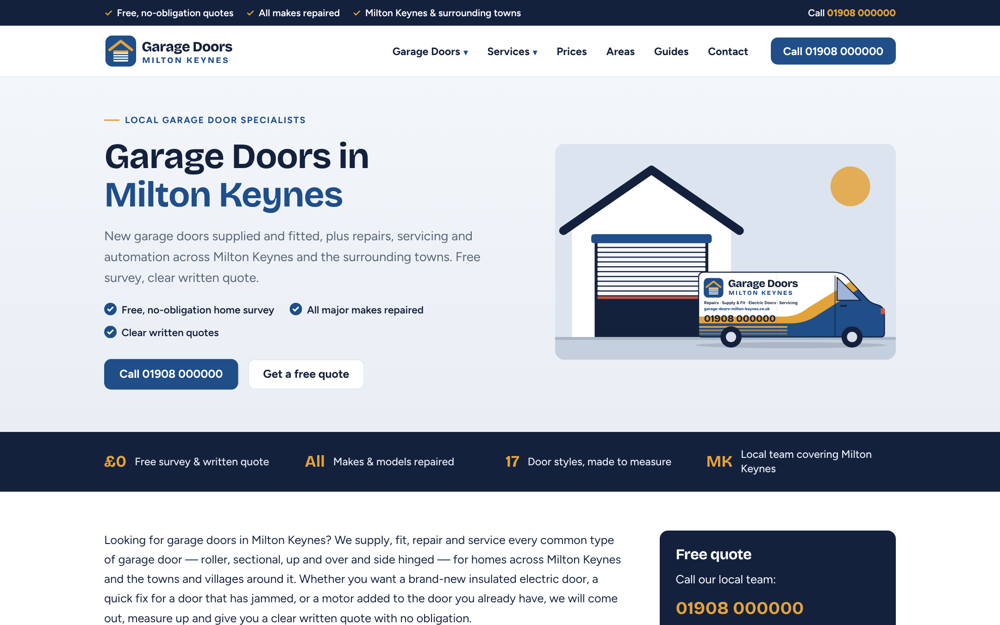 Free, no-obligation quotes
All makes repaired
Milton Keynes & surrounding towns
Call 01908 000000
Garage Doors
MILTON KEYNES
Garage Doors ▾
Services ▾
Prices
Areas
Guides
Contact
Call 01908 000000
LOCAL GARAGE DOOR SPECIALISTS
Garage Doors in
Milton Keynes
New garage doors supplied and fitted, plus repairs, servicing and
automation across Milton Keynes and the surrounding towns. Free
survey, clear written quote.
Free, no-obligation home survey
All major makes repaired
Clear written quotes
Call 01908 000000
Get a free quote
Garage Doors
MILTON KEYNES
Repairs · Supply & Fit · Electric Doors · Servicing
garage-doors-milton-keynes.co.uk
01908 000000
£0 Free survey & written quote
All Makes & models repaired
17 Door styles, made to measure
MK Local team covering Milton
Keynes
Looking for garage doors in Milton Keynes? We supply, fit, repair and service every common type
of garage door — roller, sectional, up and over and side hinged — for homes across Milton Keynes
and the towns and villages around it. Whether you want a brand-new insulated electric door, a
quick fix for a door that has jammed, or a motor added to the door you already have, we will come
out, measure up and give you a clear written quote with no obligation.
Free quote
Call our local team:
01908 000000